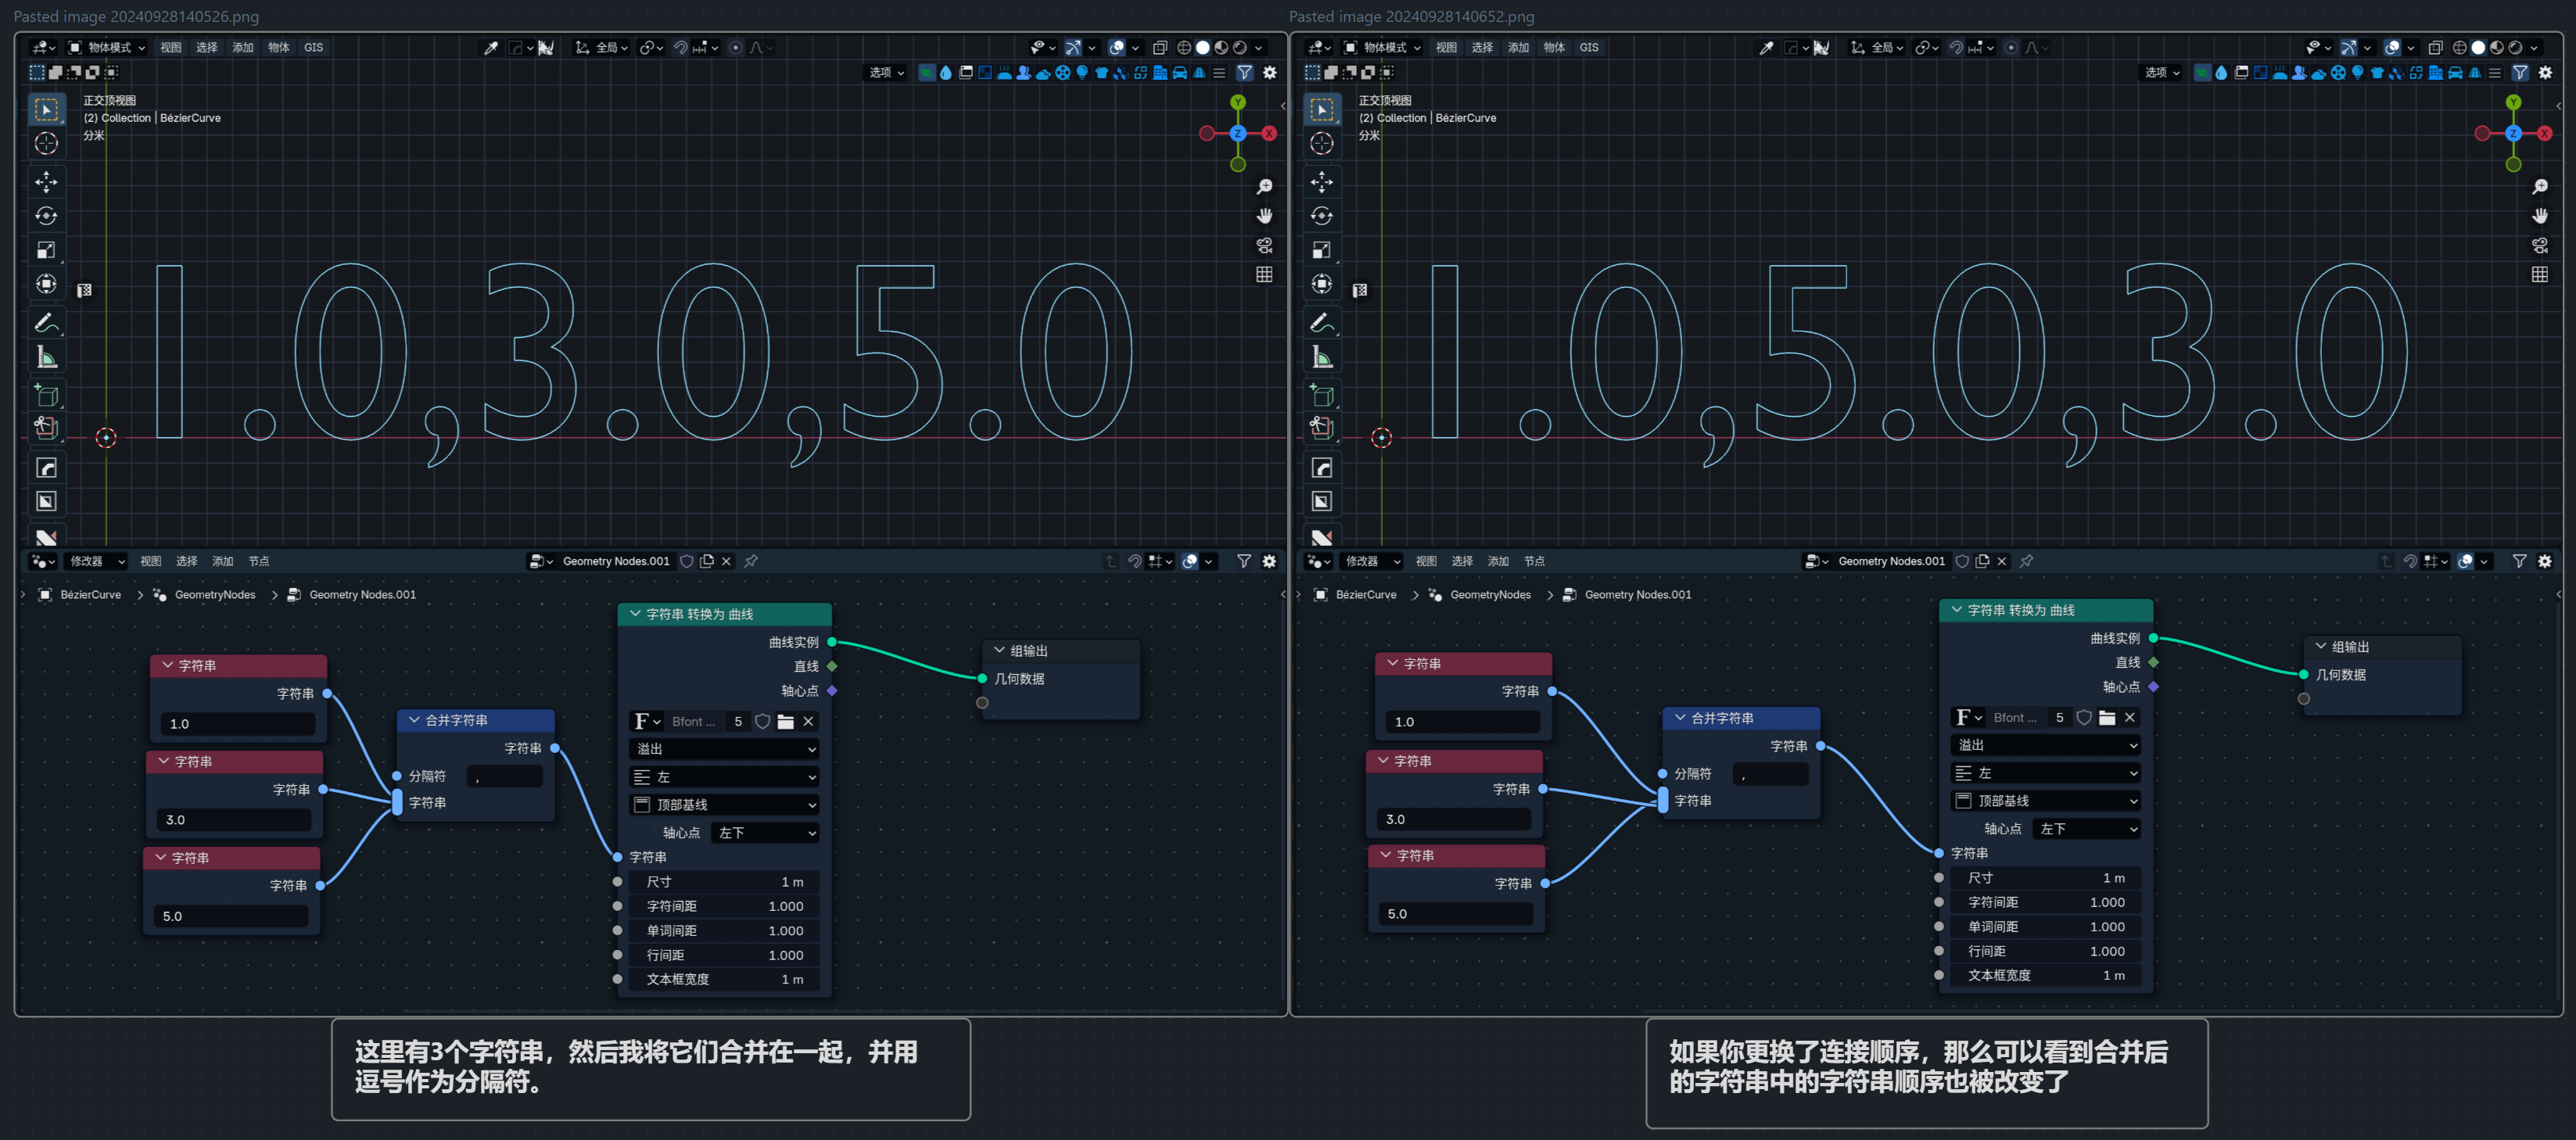 Pasted image 20240928140526.png
物体模式 视图 选择 添加 物体 GIS 全局
选项
正交顶视图
(2) Collection | BézierCurve
分米
Y
Z X
1.0,3.0,5.0
修改器 视图 选择 添加 节点 Geometry Nodes.001
BézierCurve > GeometryNodes > Geometry Nodes.001
字符串
字符串
1.0
字符串
字符串
3.0
字符串
字符串
5.0
合并字符串
字符串
分隔符 ,
字符串
字符串 转换为 曲线
曲线实例
直线
轴心点
F Bfont ... 5
溢出
左
顶部基线
轴心点 左下
字符串
尺寸 1 m
字符间距 1.000
单词间距 1.000
行间距 1.000
文本框宽度 1 m
组输出
几何数据
这里有3个字符串，然后我将它们合并在一起，并用
逗号作为分隔符。
Pasted image 20240928140652.png
物体模式 视图 选择 添加 物体 GIS 全局
选项
正交顶视图
(2) Collection | BézierCurve
分米
Y
Z X
1.0,5.0,3.0
修改器 视图 选择 添加 节点 Geometry Nodes.001
BézierCurve > GeometryNodes > Geometry Nodes.001
字符串
字符串
1.0
字符串
字符串
3.0
字符串
字符串
5.0
合并字符串
字符串
分隔符 ,
字符串
字符串 转换为 曲线
曲线实例
直线
轴心点
F Bfont ... 5
溢出
左
顶部基线
轴心点 左下
字符串
尺寸 1 m
字符间距 1.000
单词间距 1.000
行间距 1.000
文本框宽度 1 m
组输出
几何数据
如果你更换了连接顺序，那么可以看到合并后
的字符串中的字符串顺序也被改变了